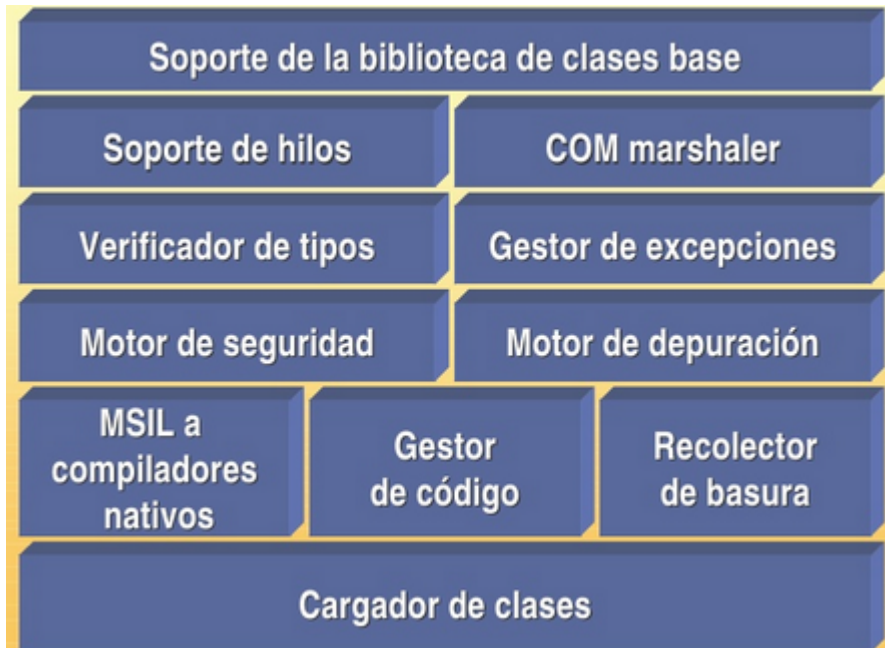 Soporte de la biblioteca de clases base
Soporte de hilos
COM marshaler
Verificador de tipos
Gestor de excepciones
Motor de seguridad
Motor de depuración
MSIL a
compiladores
nativos
Gestor
de código
Recolector
de basura
Cargador de clases